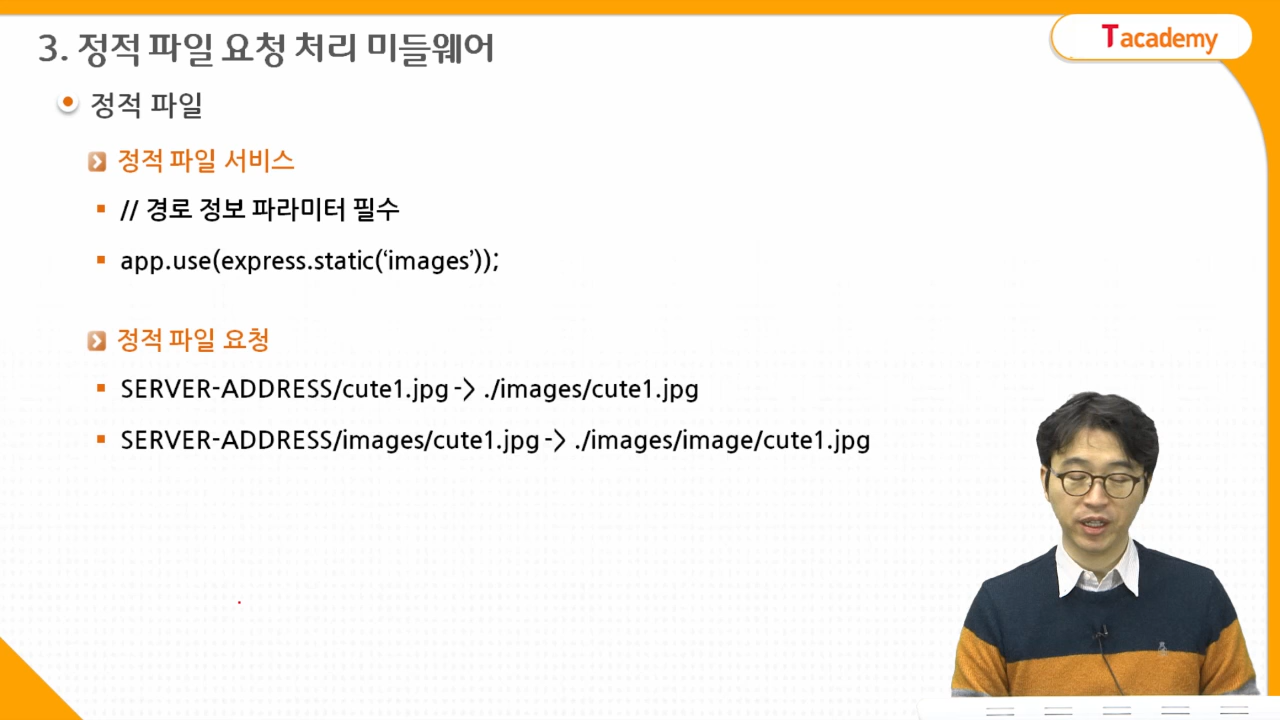 3. 정적 파일 요청 처리 미들웨어
Tacademy
정적 파일
정적 파일 서비스
// 경로 정보 파라미터 필수
app.use(express.static(‘images’));
정적 파일 요청
SERVER-ADDRESS/cute1.jpg -> ./images/cute1.jpg
SERVER-ADDRESS/images/cute1.jpg -> ./images/image/cute1.jpg